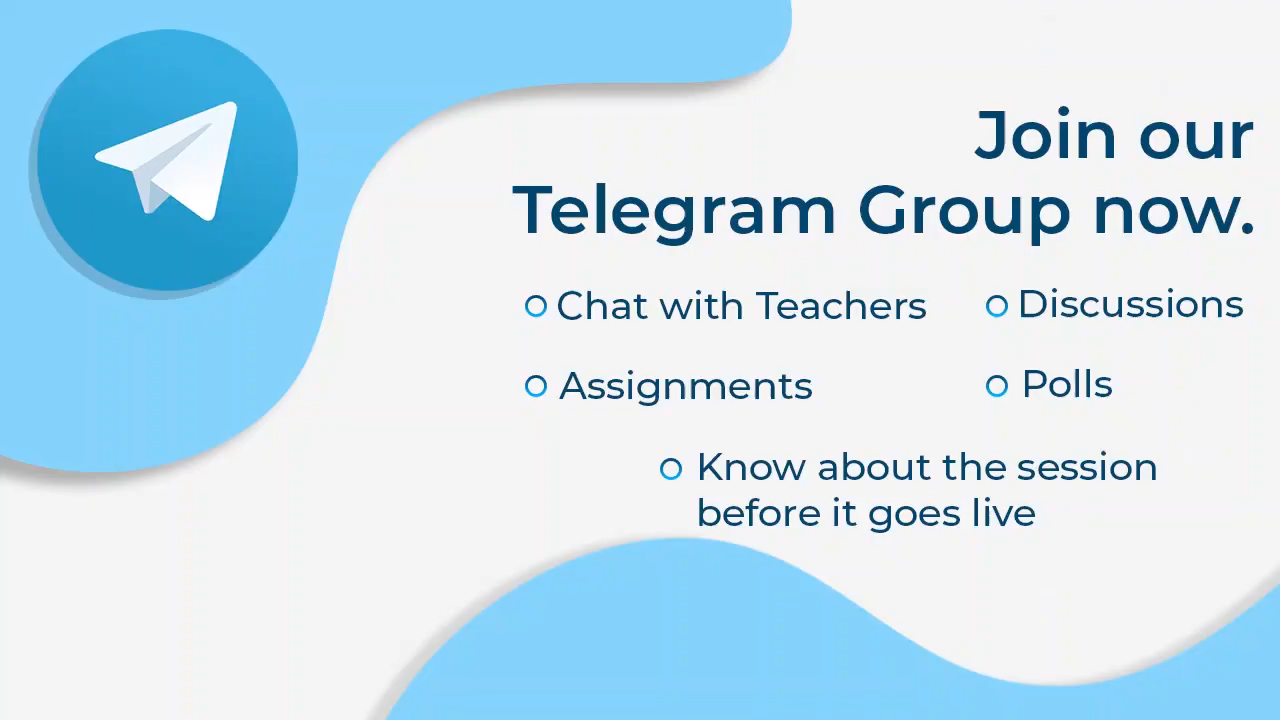 Join our
Telegram Group now.
Chat with Teachers
Discussions
Assignments
Polls
Know about the session
before it goes live